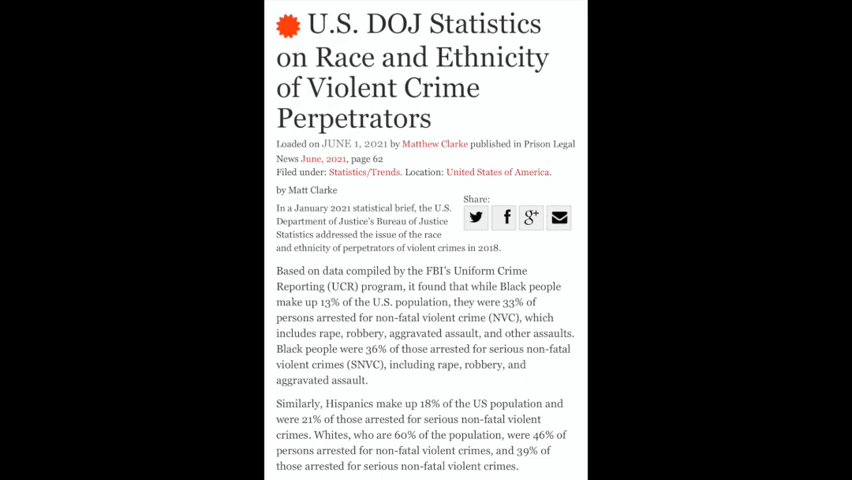 U.S. DOJ Statistics
on Race and Ethnicity
of Violent Crime
Perpetrators
Loaded on JUNE 1, 2021 by Matthew Clarke published in Prison Legal
News June, 2021, page 62
Filed under: Statistics/Trends. Location: United States of America.
by Matt Clarke
Share:
In a January 2021 statistical brief, the U.S.
Department of Justice's Bureau of Justice
Statistics addressed the issue of the race
and ethnicity of perpetrators of violent crimes in 2018.
Based on data compiled by the FBI's Uniform Crime
Reporting (UCR) program, it found that while Black people
make up 13% of the U.S. population, they were 33% of
persons arrested for non-fatal violent crime (NVC), which
includes rape, robbery, aggravated assault, and other assaults.
Black people were 36% of those arrested for serious non-fatal
violent crimes (SNVC), including rape, robbery, and
aggravated assault.
Similarly, Hispanics make up 18% of the US population and
were 21% of those arrested for serious non-fatal violent
crimes. Whites, who are 60% of the population, were 46% of
persons arrested for non-fatal violent crimes, and 39% of
those arrested for serious non-fatal violent crimes.